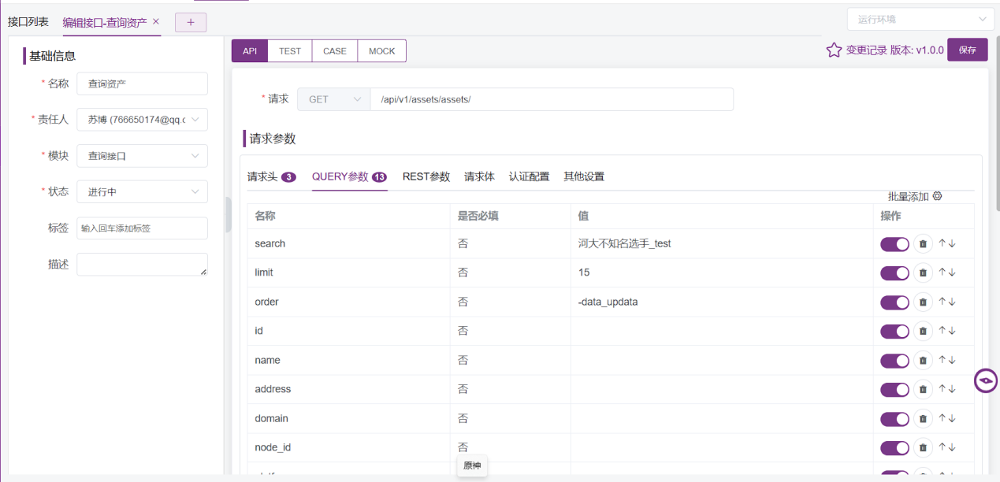 接口列表 编辑接口-查询资产 × +
运行环境
基础信息
* 名称 查询资产
* 责任人 苏博 (766650174@qq.c
* 模块 查询接口
* 状态 进行中
标签 输入回车添加标签
描述
API TEST CASE MOCK
变更记录 版本: v1.0.0 保存
* 请求 GET /api/v1/assets/assets/
请求参数
请求头 3 QUERY参数 13 REST参数 请求体 认证配置 其他设置
批量添加
名称 是否必填 值 操作
search 否 河大不知名选手_test ↑↓
limit 否 15 ↑↓
order 否 -data_updata ↑↓
id 否 ↑↓
name 否 ↑↓
address 否 ↑↓
domain 否 ↑↓
node_id 否 ↑↓
原神